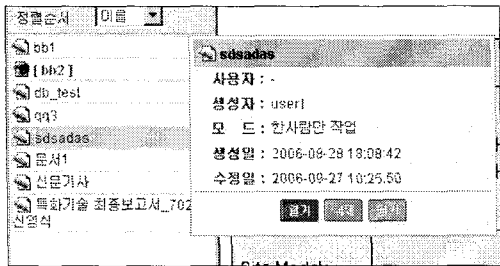 정렬순서 이름
bb1
[ bb2 ]
db_test
qq3
sdsadas
문서1
신문기사
특화기술 최종보고서_702
신영식
sdsadas
사용자 : -
생성자 : user1
모 드 : 한사람만 작업
생성일 : 2006-09-28 18:08:42
수정일 : 2006-09-27 10:25:50
열기